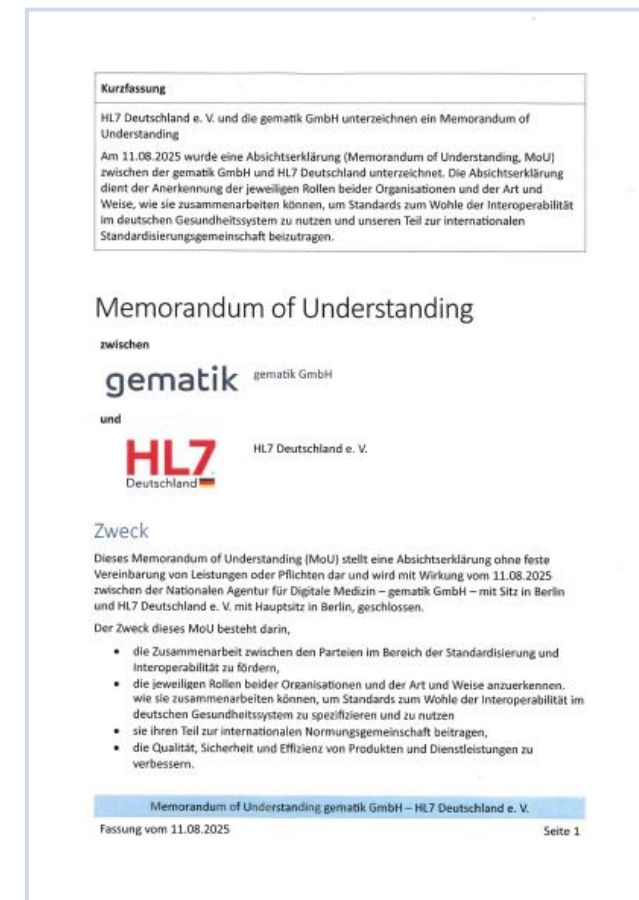 Kurzfassung
HL7 Deutschland e. V. und die gematik GmbH unterzeichnen ein Memorandum of
Understanding
Am 11.08.2025 wurde eine Absichtserklärung (Memorandum of Understanding, MoU)
zwischen der gematik GmbH und HL7 Deutschland unterzeichnet. Die Absichtserklärung
dient der Anerkennung der jeweiligen Rollen beider Organisationen und der Art und
Weise, wie sie zusammenarbeiten können, um Standards zum Wohle der Interoperabilität
im deutschen Gesundheitssystem zu nutzen und unseren Teil zur internationalen
Standardisierungsgemeinschaft beizutragen.
Memorandum of Understanding
zwischen
gematik gematik GmbH
und
HL7 HL7 Deutschland e. V.
Deutschland
Zweck
Dieses Memorandum of Understanding (MoU) stellt eine Absichtserklärung ohne feste
Vereinbarung von Leistungen oder Pflichten dar und wird mit Wirkung vom 11.08.2025
zwischen der Nationalen Agentur für Digitale Medizin – gematik GmbH – mit Sitz in Berlin
und HL7 Deutschland e. V. mit Hauptsitz in Berlin, geschlossen.
Der Zweck dieses MoU besteht darin,
• die Zusammenarbeit zwischen den Parteien im Bereich der Standardisierung und
Interoperabilität zu fördern,
• die jeweiligen Rollen beider Organisationen und der Art und Weise anzuerkennen,
wie sie zusammenarbeiten können, um Standards zum Wohle der Interoperabilität im
deutschen Gesundheitssystem zu spezifizieren und zu nutzen
• sie ihren Teil zur internationalen Normungsgemeinschaft beitragen,
• die Qualität, Sicherheit und Effizienz von Produkten und Dienstleistungen zu
verbessern.
Memorandum of Understanding gematik GmbH – HL7 Deutschland e. V.
Fassung vom 11.08.2025 Seite 1